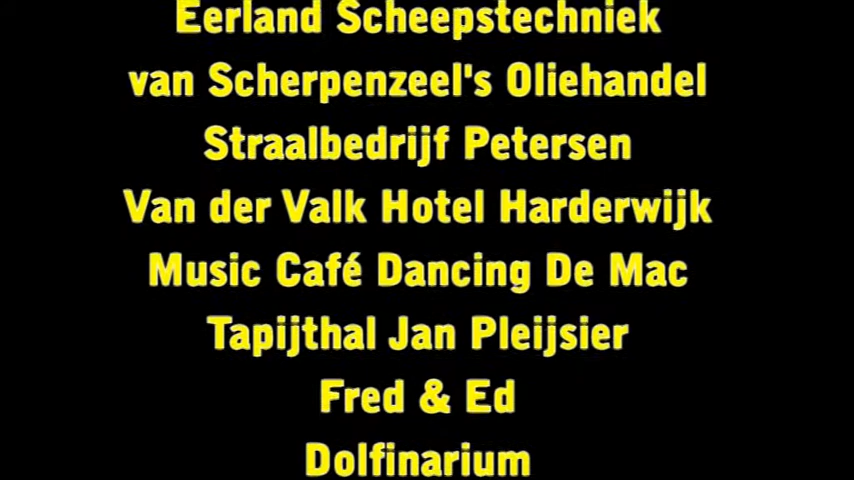 Eerland Scheepstechniek
van Scherpenzeel's Oliehandel
Straalbedrijf Petersen
Van der Valk Hotel Harderwijk
Music Café Dancing De Mac
Tapijthal Jan Pleijsier
Fred & Ed
Dolfinarium